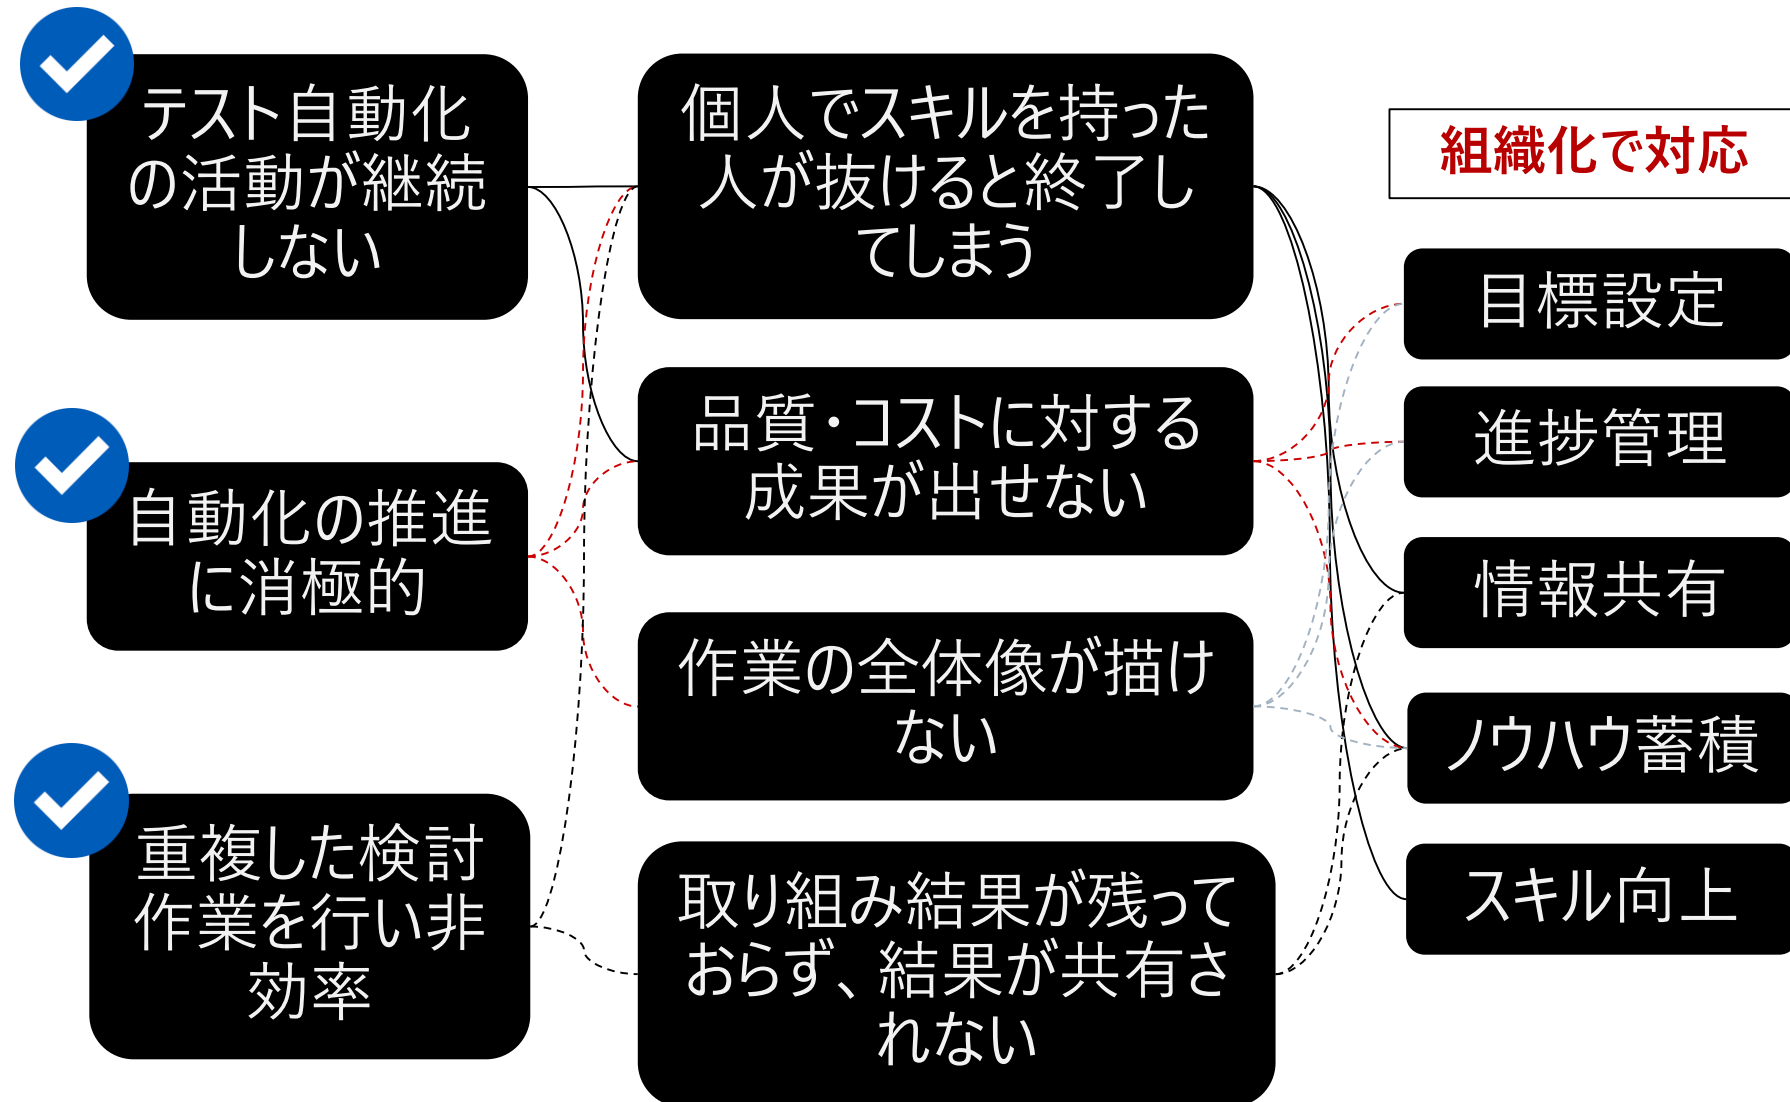 テスト自動化
の活動が継続
しない
自動化の推進
に消極的
重複した検討
作業を行い非
効率
個人でスキルを持った
人が抜けると終了し
てしまう
品質・コストに対する
成果が出せない
作業の全体像が描け
ない
取り組み結果が残って
おらず、結果が共有さ
れない
組織化で対応
目標設定
進捗管理
情報共有
ノウハウ蓄積
スキル向上